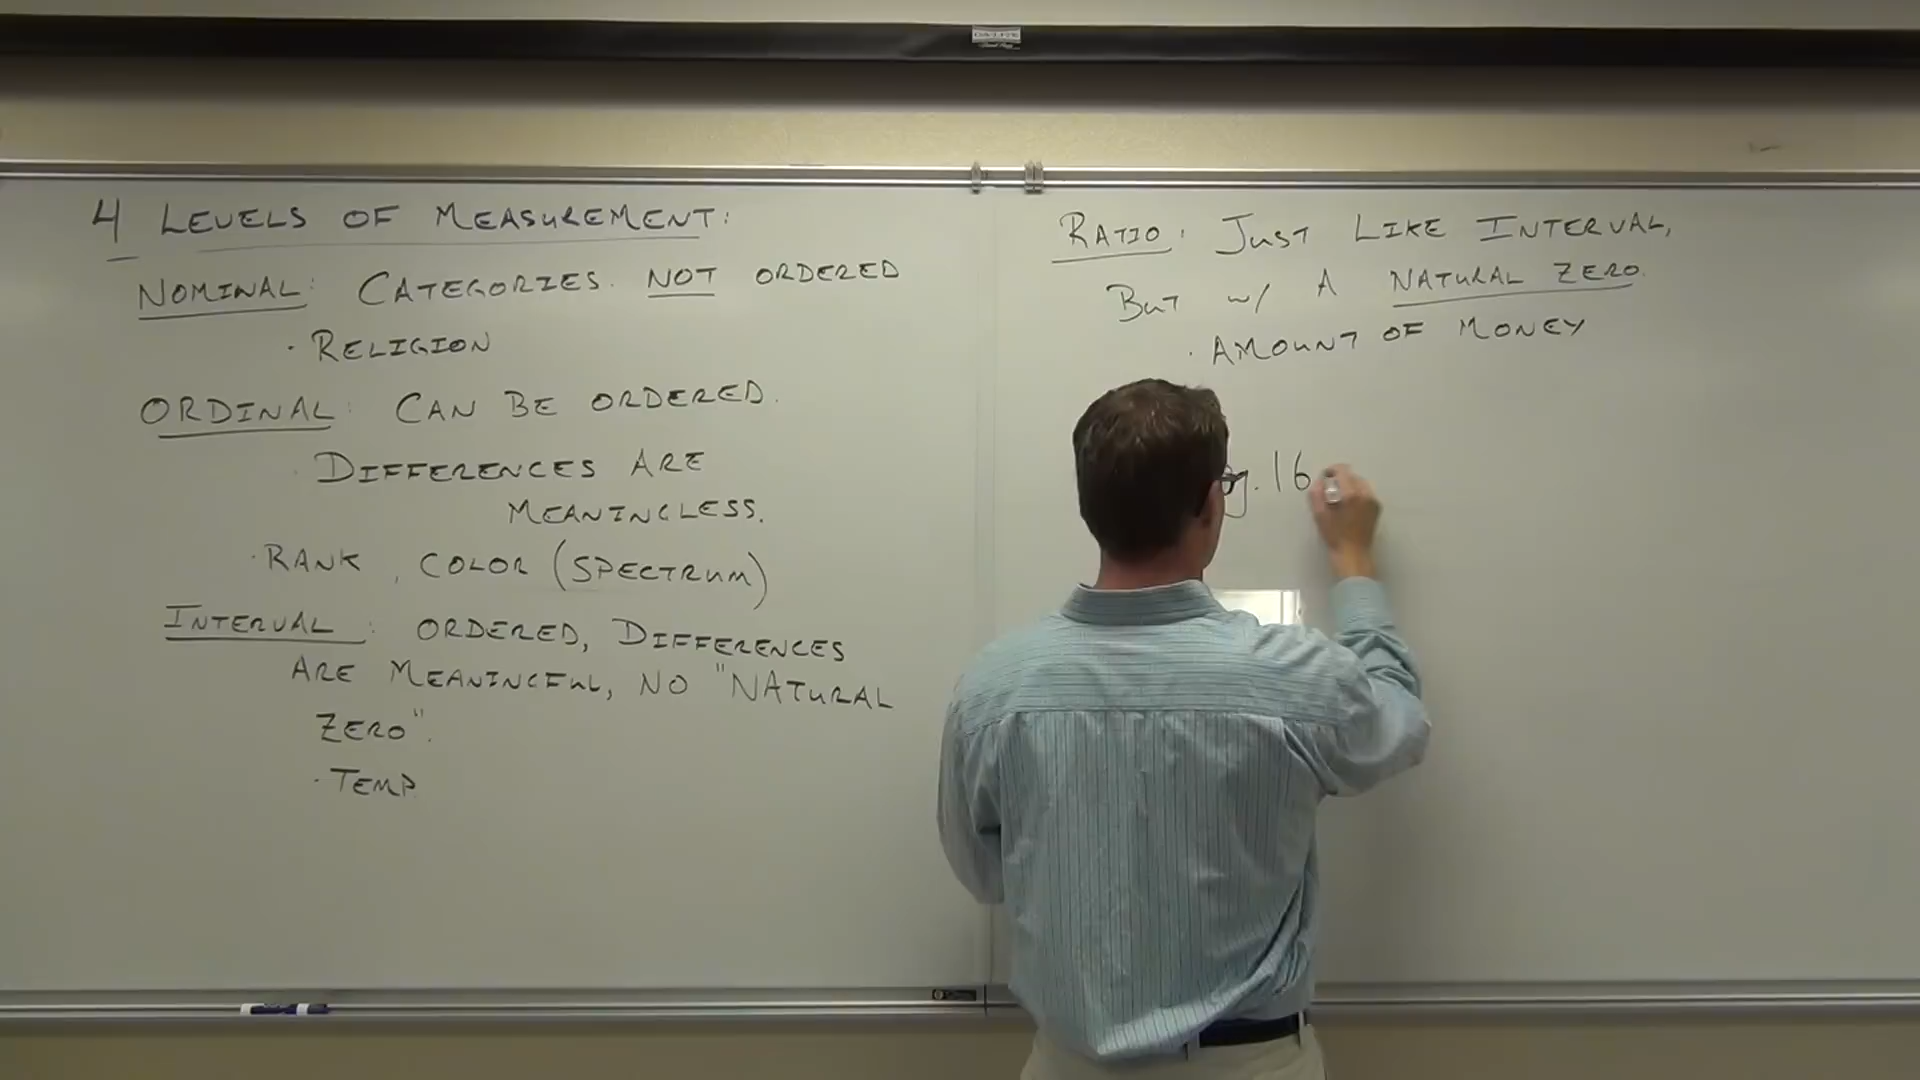 4 LEVELS OF MEASUREMENT:
NOMINAL: CATEGORIES. NOT ORDERED
· RELIGION
ORDINAL: CAN BE ORDERED.
DIFFERENCES ARE
MEANINGLESS.
· RANK, COLOR (SPECTRUM)
INTERVAL: ORDERED, DIFFERENCES
ARE MEANINGFUL, NO "NATURAL
ZERO".
· TEMP
RATIO: JUST LIKE INTERVAL,
BUT w/ A NATURAL ZERO.
· AMOUNT OF MONEY
g. 16